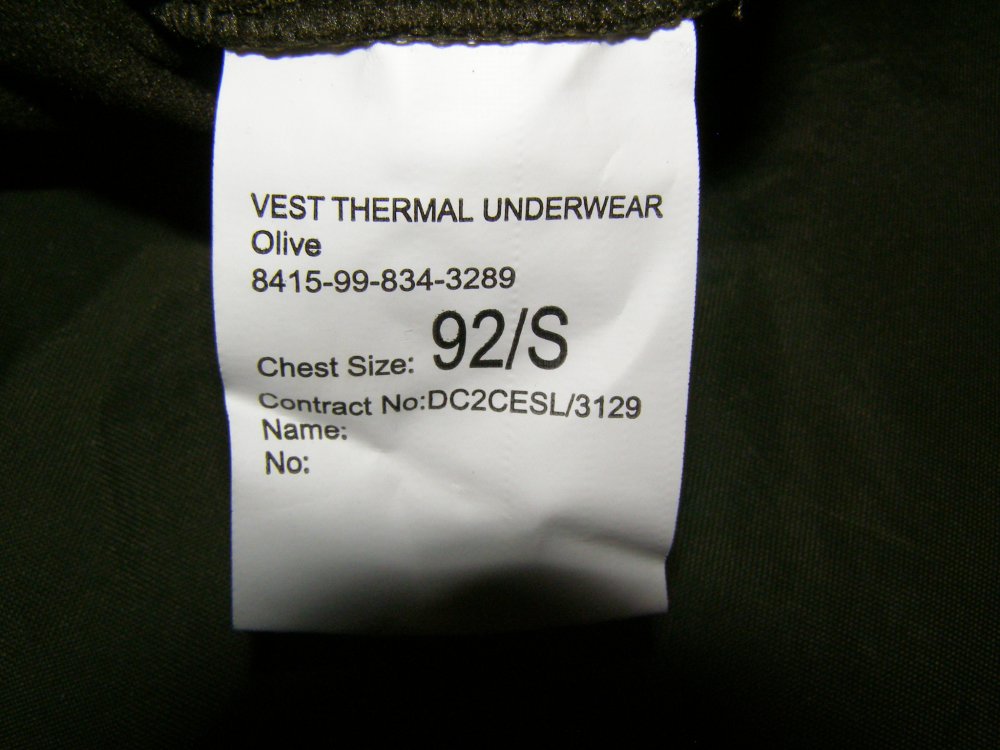 VEST THERMAL UNDERWEAR
Olive
8415-99-834-3289
Chest Size: 92/S
Contract No:DC2CESL/3129
Name:
No: